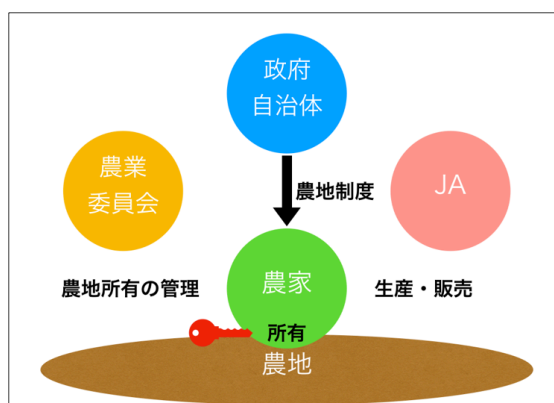 政府
自治体
農業
委員会
JA
農地制度
農地所有の管理
農家
生産・販売
所有
農地